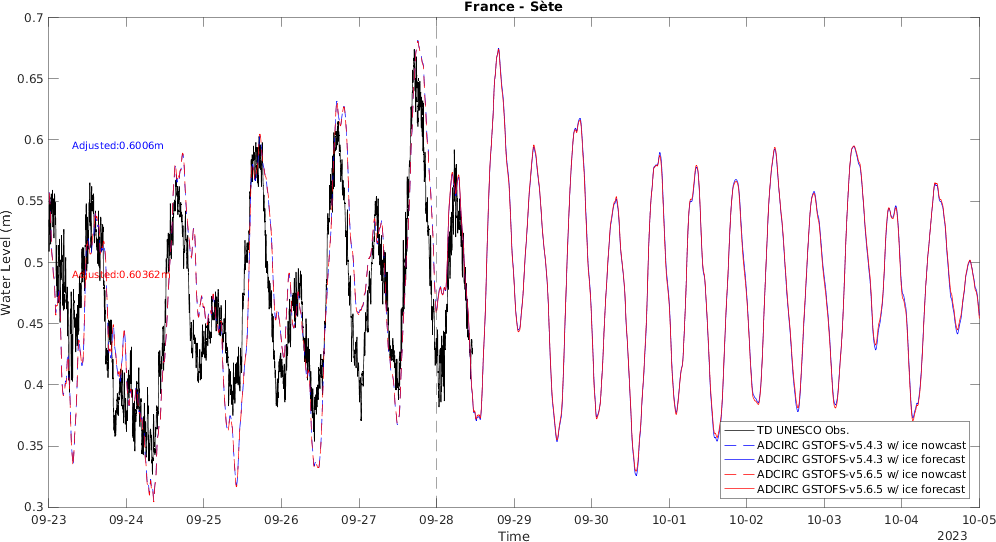 France - Sète
0.7
0.65
0.6
0.55
0.5
0.45
0.4
0.35
0.3
Water Level (m)
Adjusted:0.6006m
Adjusted:0.60362m
TD UNESCO Obs.
ADCIRC GSTOFS-v5.4.3 w/ ice nowcast
ADCIRC GSTOFS-v5.4.3 w/ ice forecast
ADCIRC GSTOFS-v5.6.5 w/ ice nowcast
ADCIRC GSTOFS-v5.6.5 w/ ice forecast
09-23 09-24 09-25 09-26 09-27 09-28 09-29 09-30 10-01 10-02 10-03 10-04 10-05
Time
2023